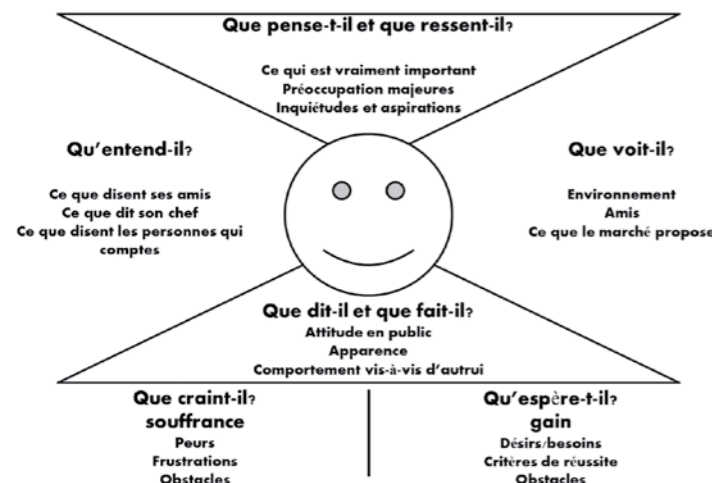 Que pense-t-il et que ressent-il?
Ce qui est vraiment important
Préoccupation majeures
Inquiétudes et aspirations
Qu'entend-il?
Ce que disent ses amis
Ce que dit son chef
Ce que disent les personnes qui
comptes
Que voit-il?
Environnement
Amis
Ce que le marché propose
Que dit-il et que fait-il?
Attitude en public
Apparence
Comportement vis-à-vis d'autrui
Que craint-il?
souffrance
Peurs
Frustrations
Obstacles
Qu'espère-t-il?
gain
Désirs/besoins
Critères de réussite
Obstacles